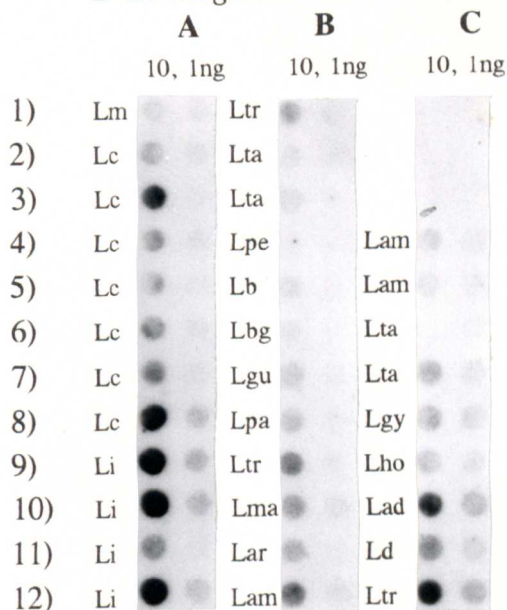 A B C
10, 1ng 10, 1ng 10, 1ng
1) Lm Ltr
2) Lc Lta
3) Lc Lta
4) Lc Lpe Lam
5) Lc Lb Lam
6) Lc Lbg Lta
7) Lc Lgu Lta
8) Lc Lpa Lgy
9) Li Ltr Lho
10) Li Lma Lad
11) Li Lar Ld
12) Li Lam Ltr